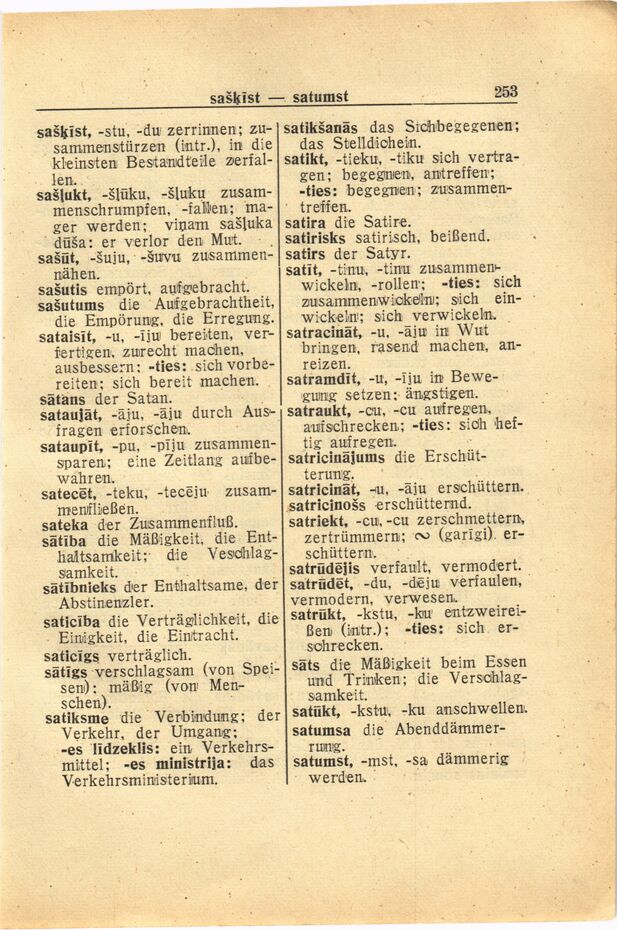 sašķīst — satumst
253
sašķīst, -stu, -du zerrinnen; zu-
sammenstürzen (intr.), in die
kleinsten Bestandteile zerfal-
len.
sašļukt, -šļūku, -šļuku zusam-
menschrumpfen, -fallen; ma-
ger werden; viņam sašļuka
dūša: er verlor den Mut.
sašūt, -šuju, -šuvu zusammen-
nähen.
sašutis empört, aufgebracht.
sašutums die Aufgebrachtheit,
die Empörung, die Erregung.
sataisīt, -u, -īju bereiten, ver-
fertigen, zurecht machen,
ausbessern; -ties: sich vorbe-
reiten; sich bereit machen.
sātans der Satan.
sataujāt, -āju, -āju durch Aus-
fragen erforschen.
sataupīt, -pu, -pīju zusammen-
sparen; eine Zeitlang aufbe-
wahren.
satecēt, -teku, -tecēju zusam-
menfließen.
sateka der Zusammenfluß.
sātība die Mäßigkeit, die Ent-
haltsamkeit; die Veschlag-
samkeit.
sātībnieks der Enthaltsame, der
Abstinenzler.
saticība die Verträglichkeit, die
Einigkeit, die Eintracht.
saticīgs verträglich.
sātīgs verschlagsam (von Spei-
sen); mäßig (von Men-
schen).
satiksme die Verbindung; der
Verkehr, der Umgang;
-es līdzeklis: ein Verkehrs-
mittel; -es ministrija: das
Verkehrsministerium.
satikšanās das Sichbegegenen;
das Stelldichein.
satikt, -tieku, -tiku sich vertra-
gen; begegnen, antreffen;
-ties: begegnen; zusammen-
treffen.
satira die Satire.
satirisks satirisch, beißend.
satirs der Satyr.
satīt, -tinu, -tinu zusammen-
wickeln, -rollen; -ties: sich
zusammenwickeln; sich ein-
wickeln; sich verwickeln.
satracināt, -u, -āju in Wut
bringen, rasend machen, an-
reizen.
satramdīt, -u, -īju in Bewe-
gung setzen; ängstigen.
satraukt, -cu, -cu aufregen,
aufschrecken; -ties: sich hef-
tig aufregen.
satricinājums die Erschüt-
terung.
satricināt, -u, -āju erschüttern.
satricinošs erschütternd.
satriekt, -cu, -cu zerschmettern,
zertrümmern; ∾ (garīgi) er-
schüttern.
satrūdējis verfault, vermodert.
satrūdēt, -du, -dēju verfaulen,
vermodern, verwesen.
satrūkt, -kstu, -ku entzweirei-
ßen (intr.); -ties: sich er-
schrecken.
sāts die Mäßigkeit beim Essen
und Trinken; die Verschlag-
samkeit.
satūkt, -kstu, -ku anschwellen.
satumsa die Abenddämmer-
rung.
satumst, -mst, -sa dämmerig
werden.